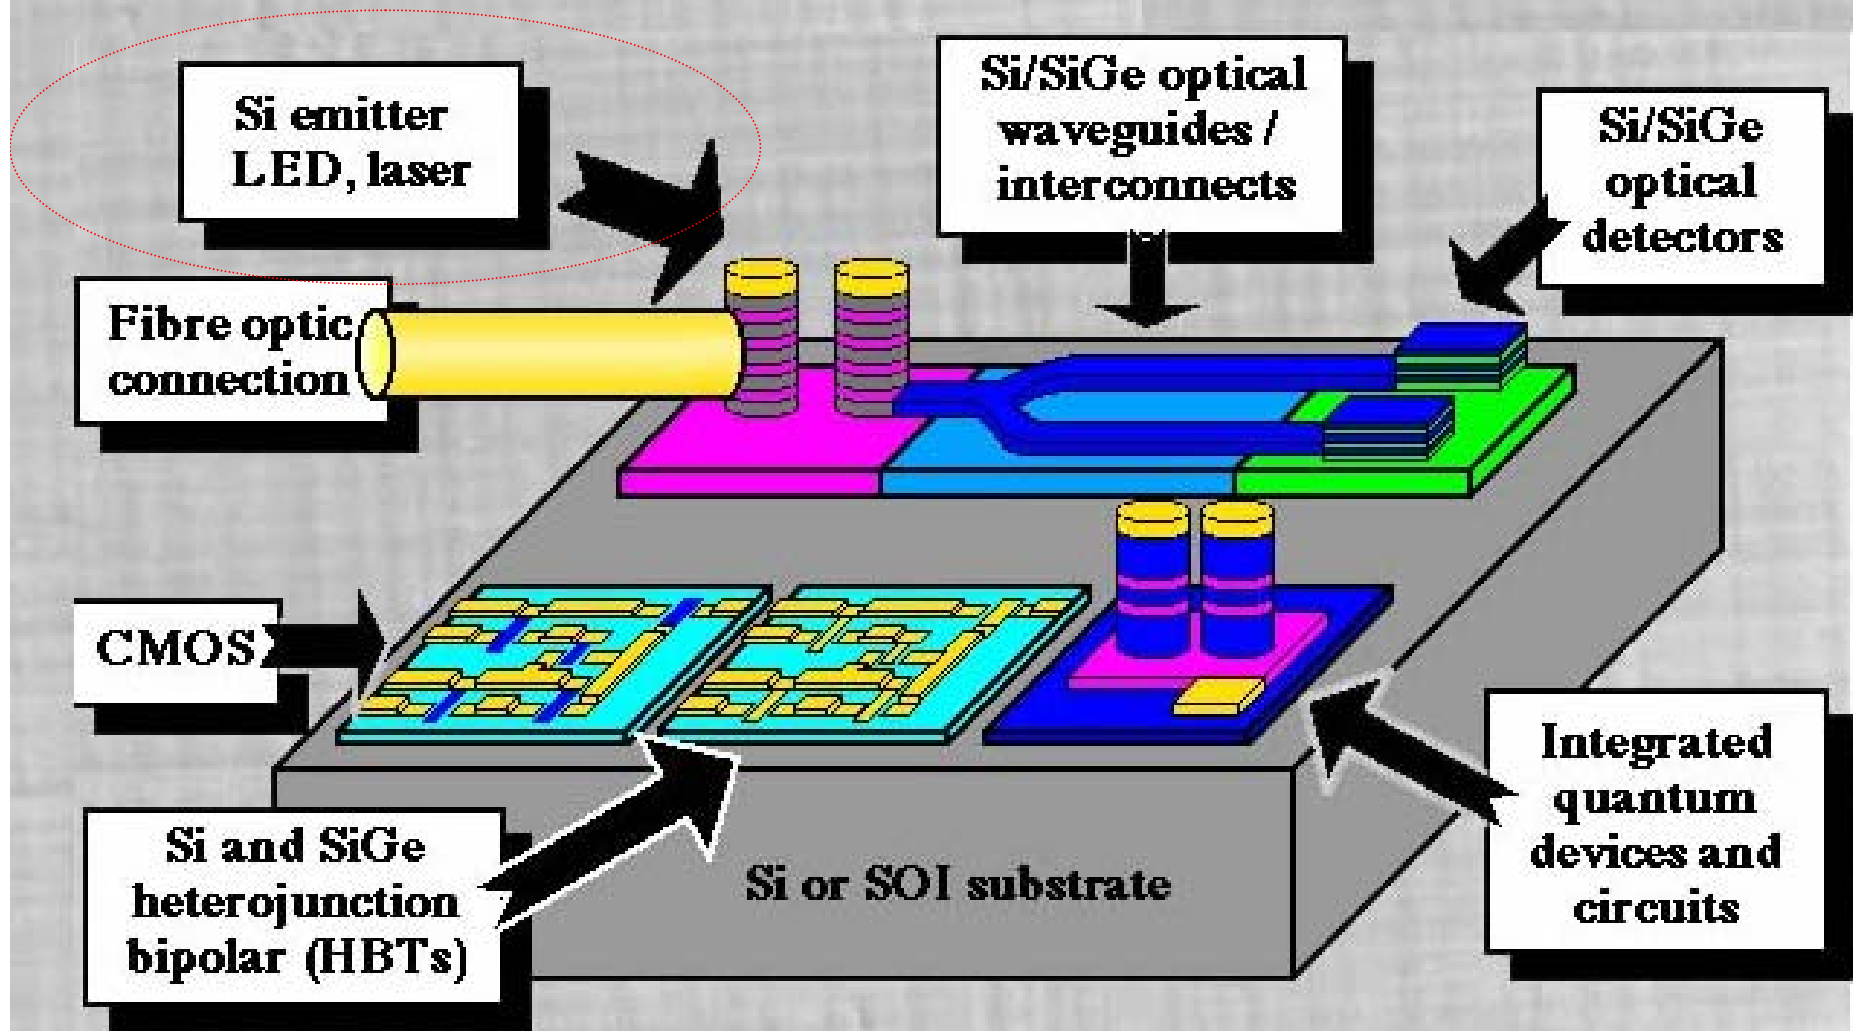 Si emitter
LED, laser
Si/SiGe optical
waveguides /
interconnects
Si/SiGe
optical
detectors
Fibre optic
connection
CMOS
Si and SiGe
heterojunction
bipolar (HBTs)
Si or SOI substrate
Integrated
quantum
devices and
circuits